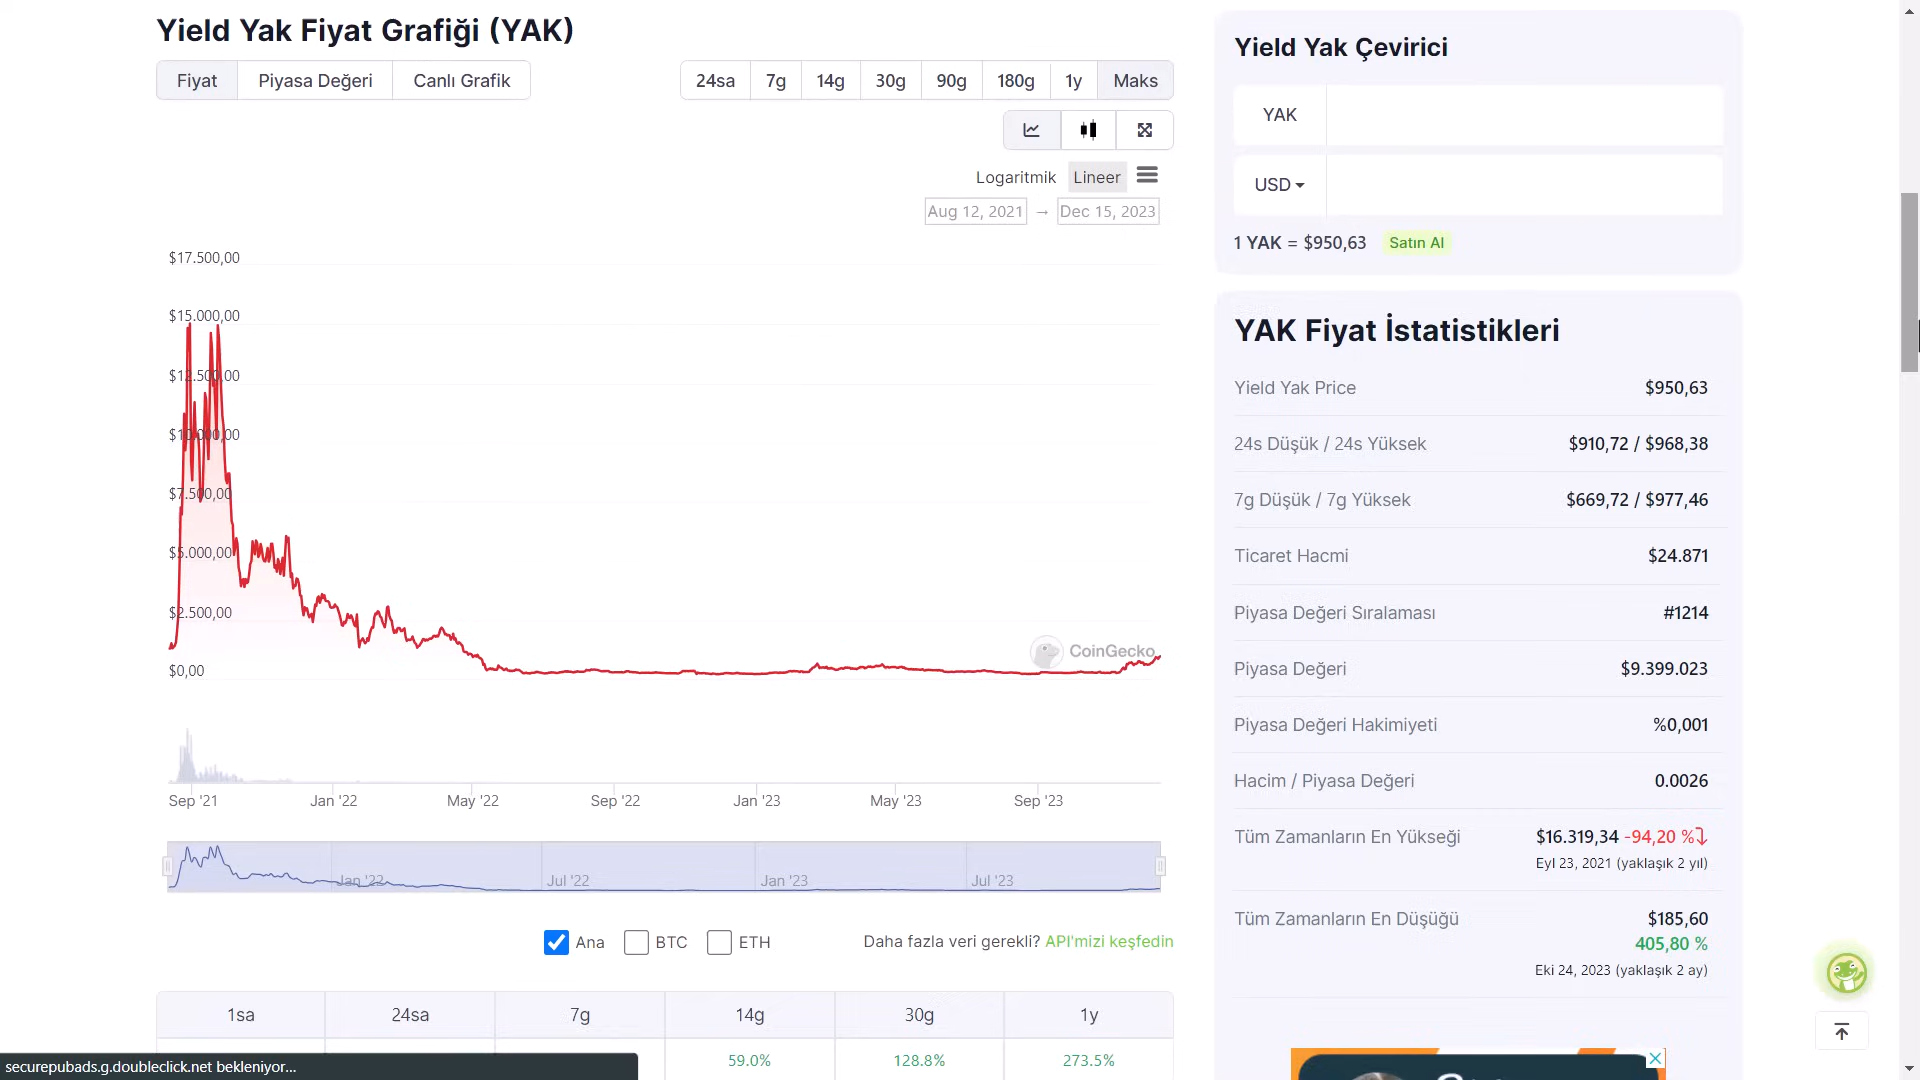 Yield Yak Fiyat Grafiği (YAK)
Fiyat Piyasa Değeri Canlı Grafik
24sa 7g 14g 30g 90g 180g 1y Maks
Logaritmik Lineer
Aug 12, 2021 → Dec 15, 2023
$17.500,00
$15.000,00
$12.500,00
$10.000,00
$7.500,00
$5.000,00
$2.500,00
$0,00
CoinGecko
Sep '21 Jan '22 May '22 Sep '22 Jan '23 May '23 Sep '23
Jan '22 Jul '22 Jan '23 Jul '23
Ana BTC ETH
Daha fazla veri gerekli? API'mizi keşfedin
1sa 24sa 7g 14g 30g 1y
59.0% 128.8% 273.5%
securepubads.g.doubleclick.net bekleniyor...
Yield Yak Çevirici
YAK
USD
1 YAK = $950,63 Satın Al
YAK Fiyat İstatistikleri
Yield Yak Price $950,63
24s Düşük / 24s Yüksek $910,72 / $968,38
7g Düşük / 7g Yüksek $669,72 / $977,46
Ticaret Hacmi $24.871
Piyasa Değeri Sıralaması #1214
Piyasa Değeri $9.399.023
Piyasa Değeri Hakimiyeti %0,001
Hacim / Piyasa Değeri 0.0026
Tüm Zamanların En Yükseği $16.319,34 -94,20 %
Eyl 23, 2021 (yaklaşık 2 yıl)
Tüm Zamanların En Düşüğü $185,60
405,80 %
Eki 24, 2023 (yaklaşık 2 ay)